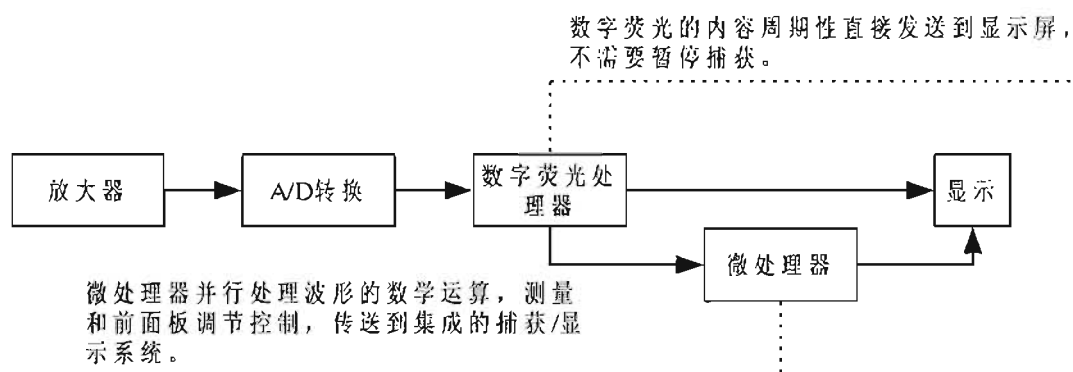 数字荧光的内容周期性直接发送到显示屏，
不需要暂停捕获。
放大器
A/D转换
数字荧光处
理器
显示
微处理器
微处理器并行处理波形的数学运算，测量
和前面板调节控制，传送到集成的捕获/显
示系统。